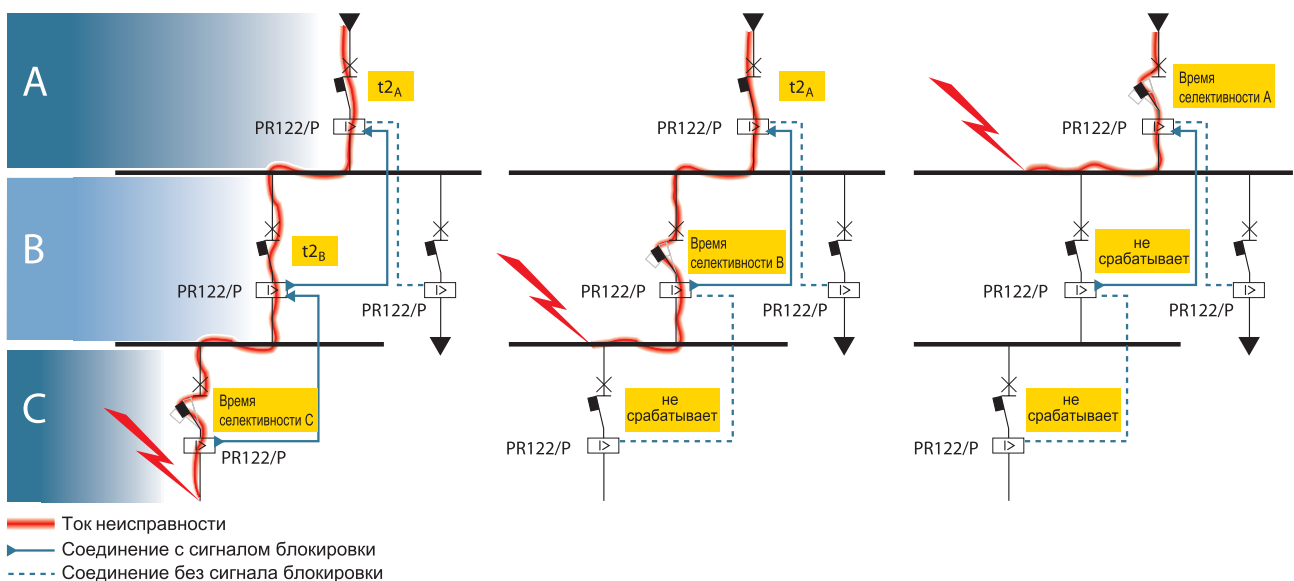 A
t2A
PR122/P
t2A
PR122/P
Время
селективности A
PR122/P
B
t2B
PR122/P
PR122/P
Время
селективности B
PR122/P
PR122/P
не
срабатывает
PR122/P
PR122/P
C
Время
селективности C
PR122/P
не
срабатывает
PR122/P
не
срабатывает
PR122/P
Ток неисправности
Соединение с сигналом блокировки
Соединение без сигнала блокировки